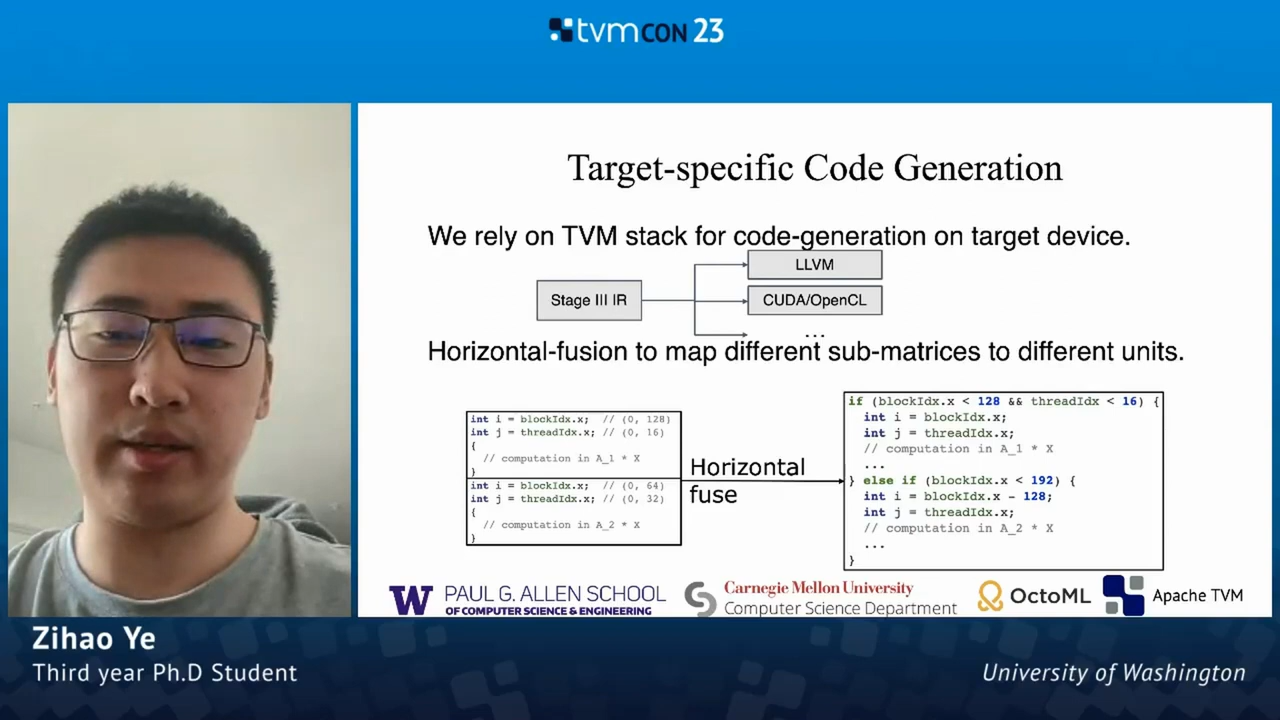 tvmCON 23
Target-specific Code Generation
We rely on TVM stack for code-generation on target device.
LLVM
Stage III IR
CUDA/OpenCL
...
Horizontal-fusion to map different sub-matrices to different units.
int i = blockIdx.x; // (0, 128)
int j = threadIdx.x; // (0, 16)
{
// computation in A_1 * X
}
int i = blockIdx.x; // (0, 64)
int j = threadIdx.x; // (0, 32)
{
// computation in A_2 * X
}
Horizontal
fuse
if (blockIdx.x < 128 && threadIdx < 16) {
int i = blockIdx.x;
int j = threadIdx.x;
// computation in A_1 * X
...
} else if (blockIdx.x < 192) {
int i = blockIdx.x - 128;
int j = threadIdx.x;
// computation in A_2 * X
...
}
W PAUL G. ALLEN SCHOOL
OF COMPUTER SCIENCE & ENGINEERING
Carnegie Mellon University
Computer Science Department
OctoML
Apache TVM
Zihao Ye
Third year Ph.D Student
University of Washington